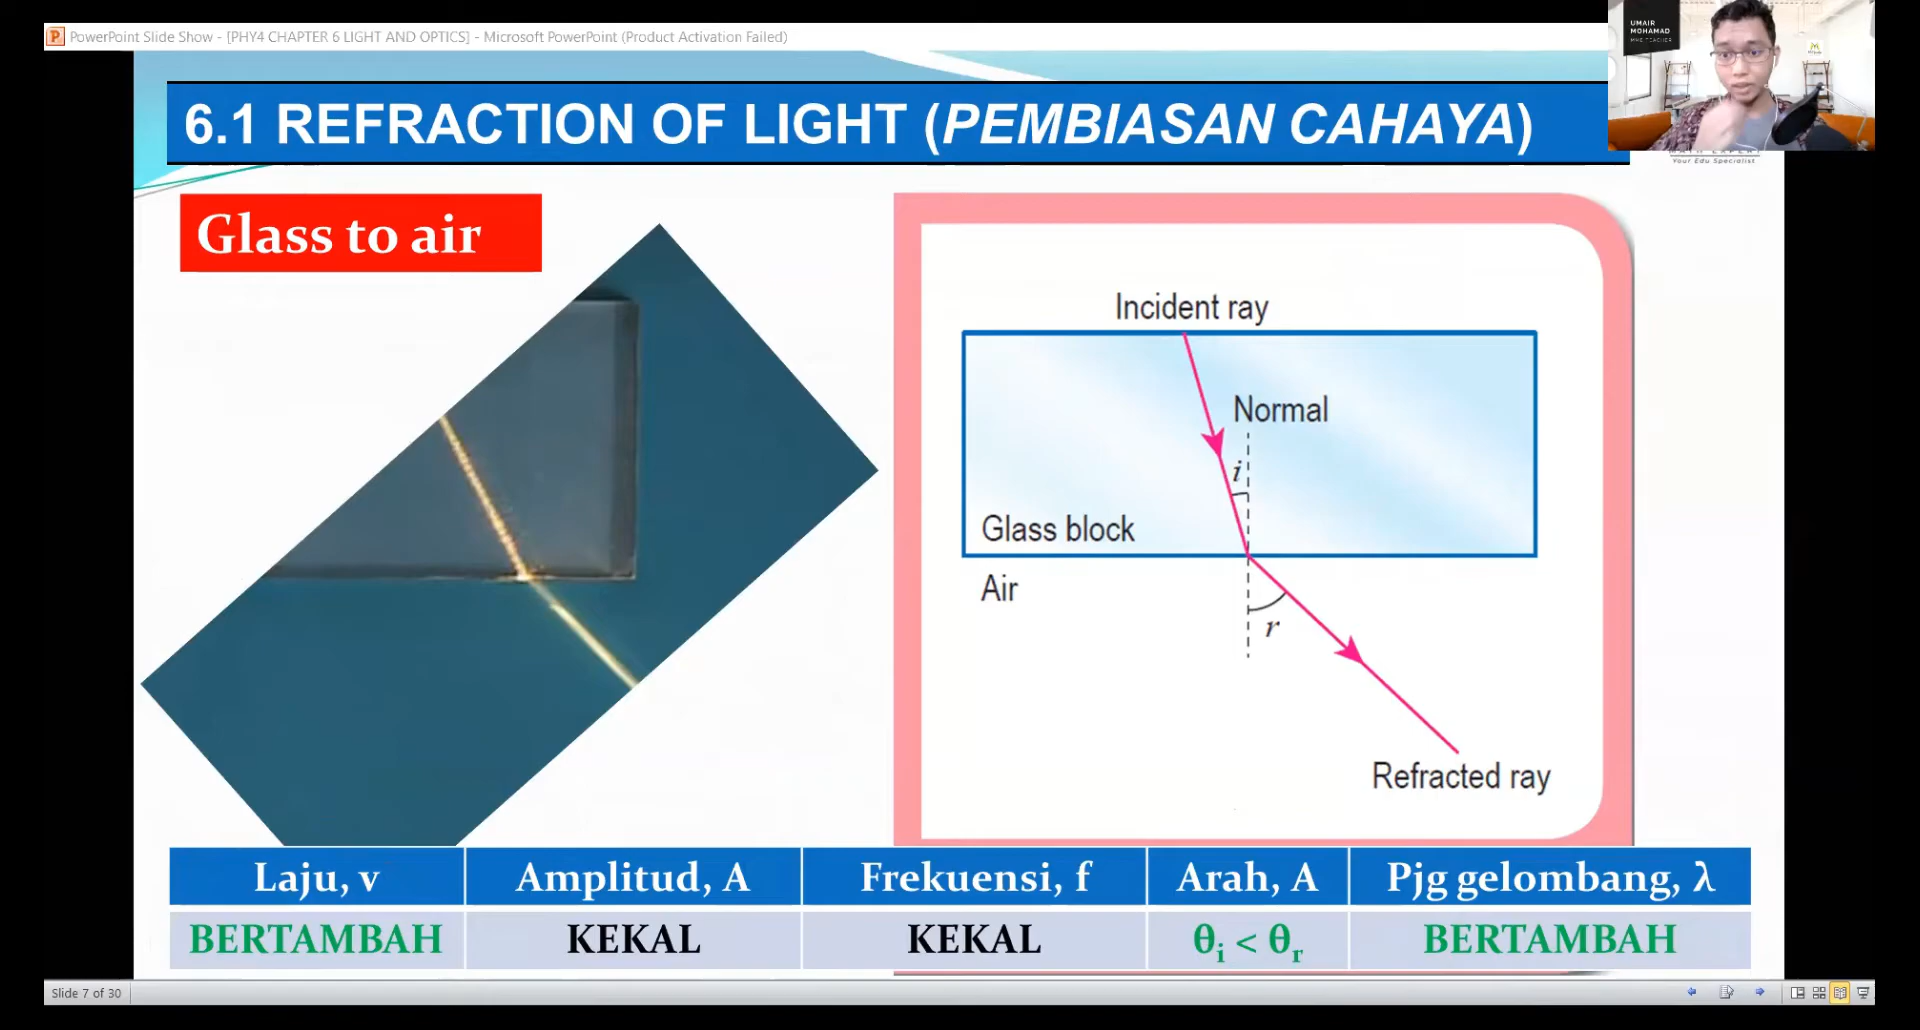 PowerPoint Slide Show - [PHY4 CHAPTER 6 LIGHT AND OPTICS] - Microsoft PowerPoint (Product Activation Failed)
UMAIR
MOHAMAD
6.1 REFRACTION OF LIGHT (PEMBIASAN CAHAYA)
Your Edu Specialist
Glass to air
Incident ray
Normal
i
Glass block
Air
r
Refracted ray
Laju, v Amplitud, A Frekuensi, f Arah, A Pjg gelombang, λ
BERTAMBAH KEKAL KEKAL θi < θr BERTAMBAH
Slide 7 of 30